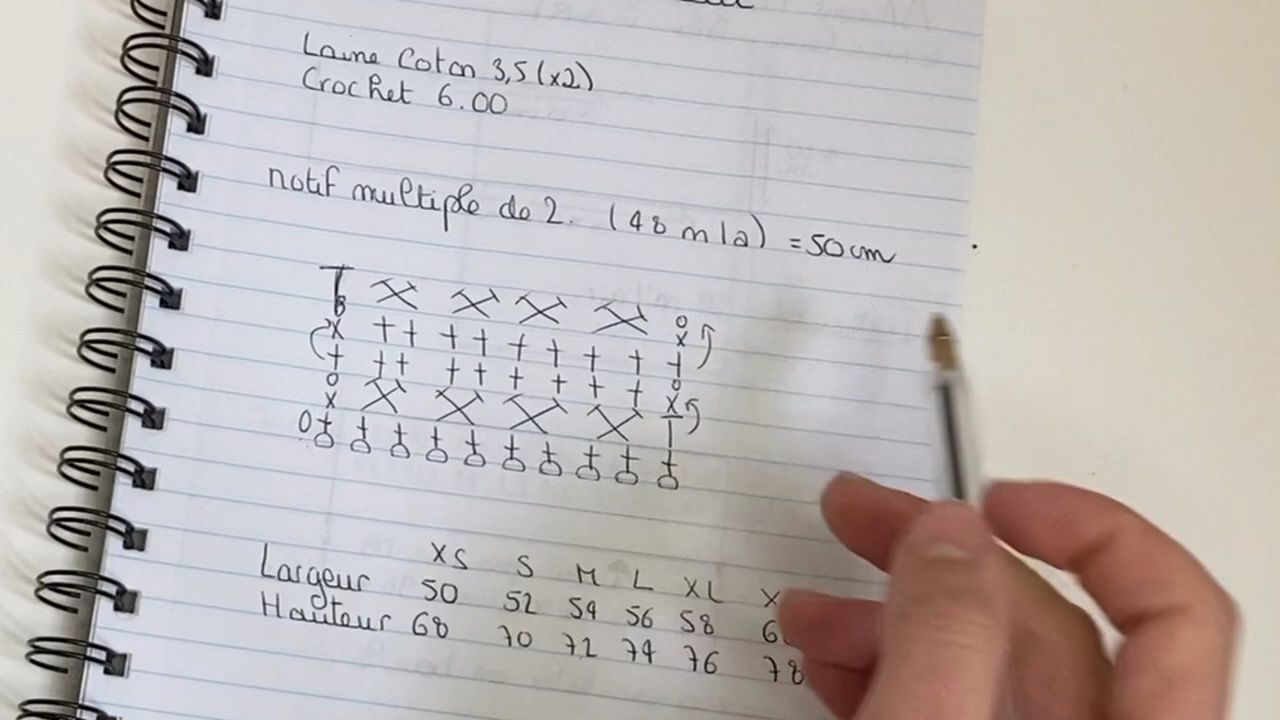 Laine Coton 3,5 (x2)
Crochet 6.00
motif multiple de 2. (48 mla) = 50 cm
XS S M L XL
Largeur 50 52 54 56 58
Hauteur 68 70 72 74 76 78